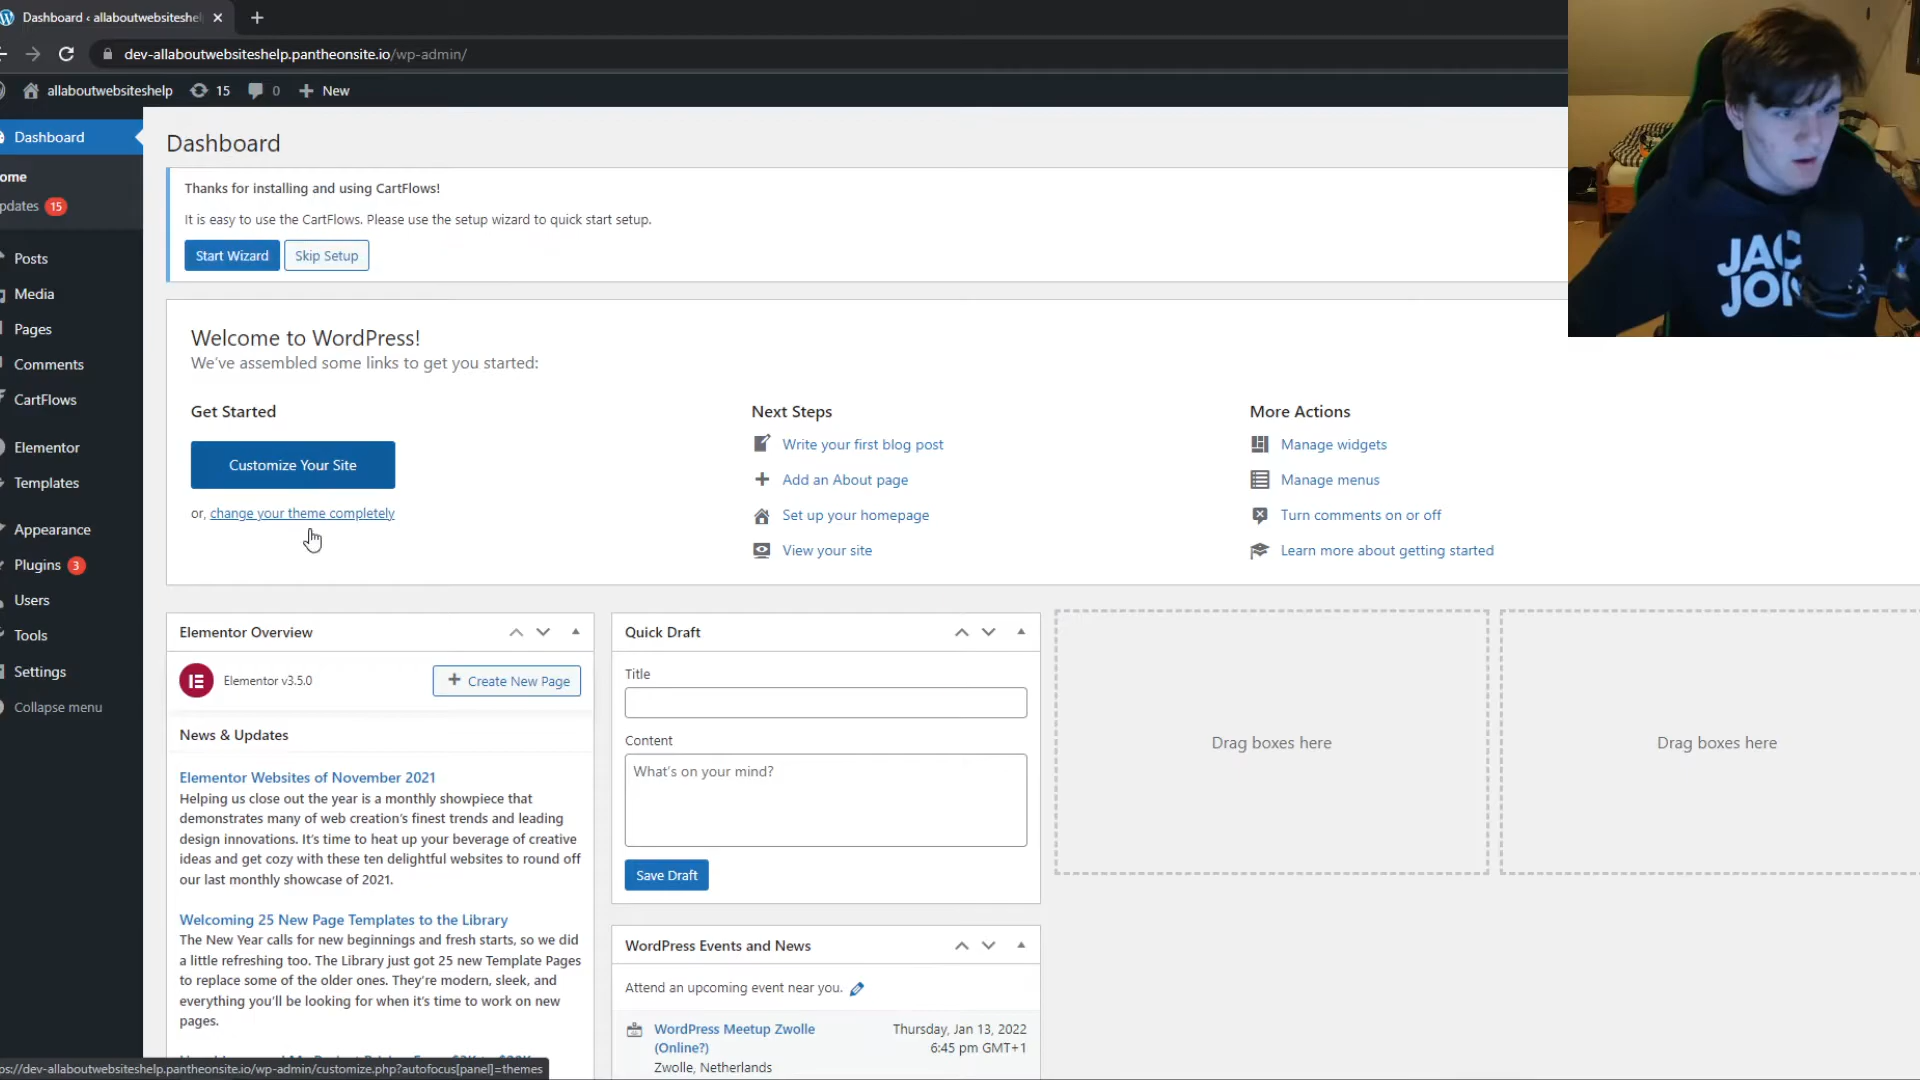 Dashboard ‹ allaboutwebsiteshel
dev-allaboutwebsiteshelp.pantheonsite.io/wp-admin/
allaboutwebsiteshelp 15 0 + New
Dashboard
ome
pdates 15
Posts
Media
Pages
Comments
CartFlows
Elementor
Templates
Appearance
Plugins 3
Users
Tools
Settings
Collapse menu
Dashboard
Thanks for installing and using CartFlows!
It is easy to use the CartFlows. Please use the setup wizard to quick start setup.
Start Wizard Skip Setup
Welcome to WordPress!
We've assembled some links to get you started:
Get Started
Customize Your Site
or, change your theme completely
Next Steps
Write your first blog post
Add an About page
Set up your homepage
View your site
More Actions
Manage widgets
Manage menus
Turn comments on or off
Learn more about getting started
Elementor Overview
Elementor v3.5.0
+ Create New Page
News & Updates
Elementor Websites of November 2021
Helping us close out the year is a monthly showpiece that
demonstrates many of web creation's finest trends and leading
design innovations. It's time to heat up your beverage of creative
ideas and get cozy with these ten delightful websites to round off
our last monthly showcase of 2021.
Welcoming 25 New Page Templates to the Library
The New Year calls for new beginnings and fresh starts, so we did
a little refreshing too. The Library just got 25 new Template Pages
to replace some of the older ones. They're modern, sleek, and
everything you'll be looking for when it's time to work on new
pages.
Quick Draft
Title
Content
What's on your mind?
Save Draft
WordPress Events and News
Attend an upcoming event near you.
WordPress Meetup Zwolle
(Online?)
Zwolle, Netherlands
Thursday, Jan 13, 2022
6:45 pm GMT+1
Drag boxes here
Drag boxes here
ps://dev-allaboutwebsiteshelp.pantheonsite.io/wp-admin/customize.php?autofocus[panel]=themes
JAC
JON